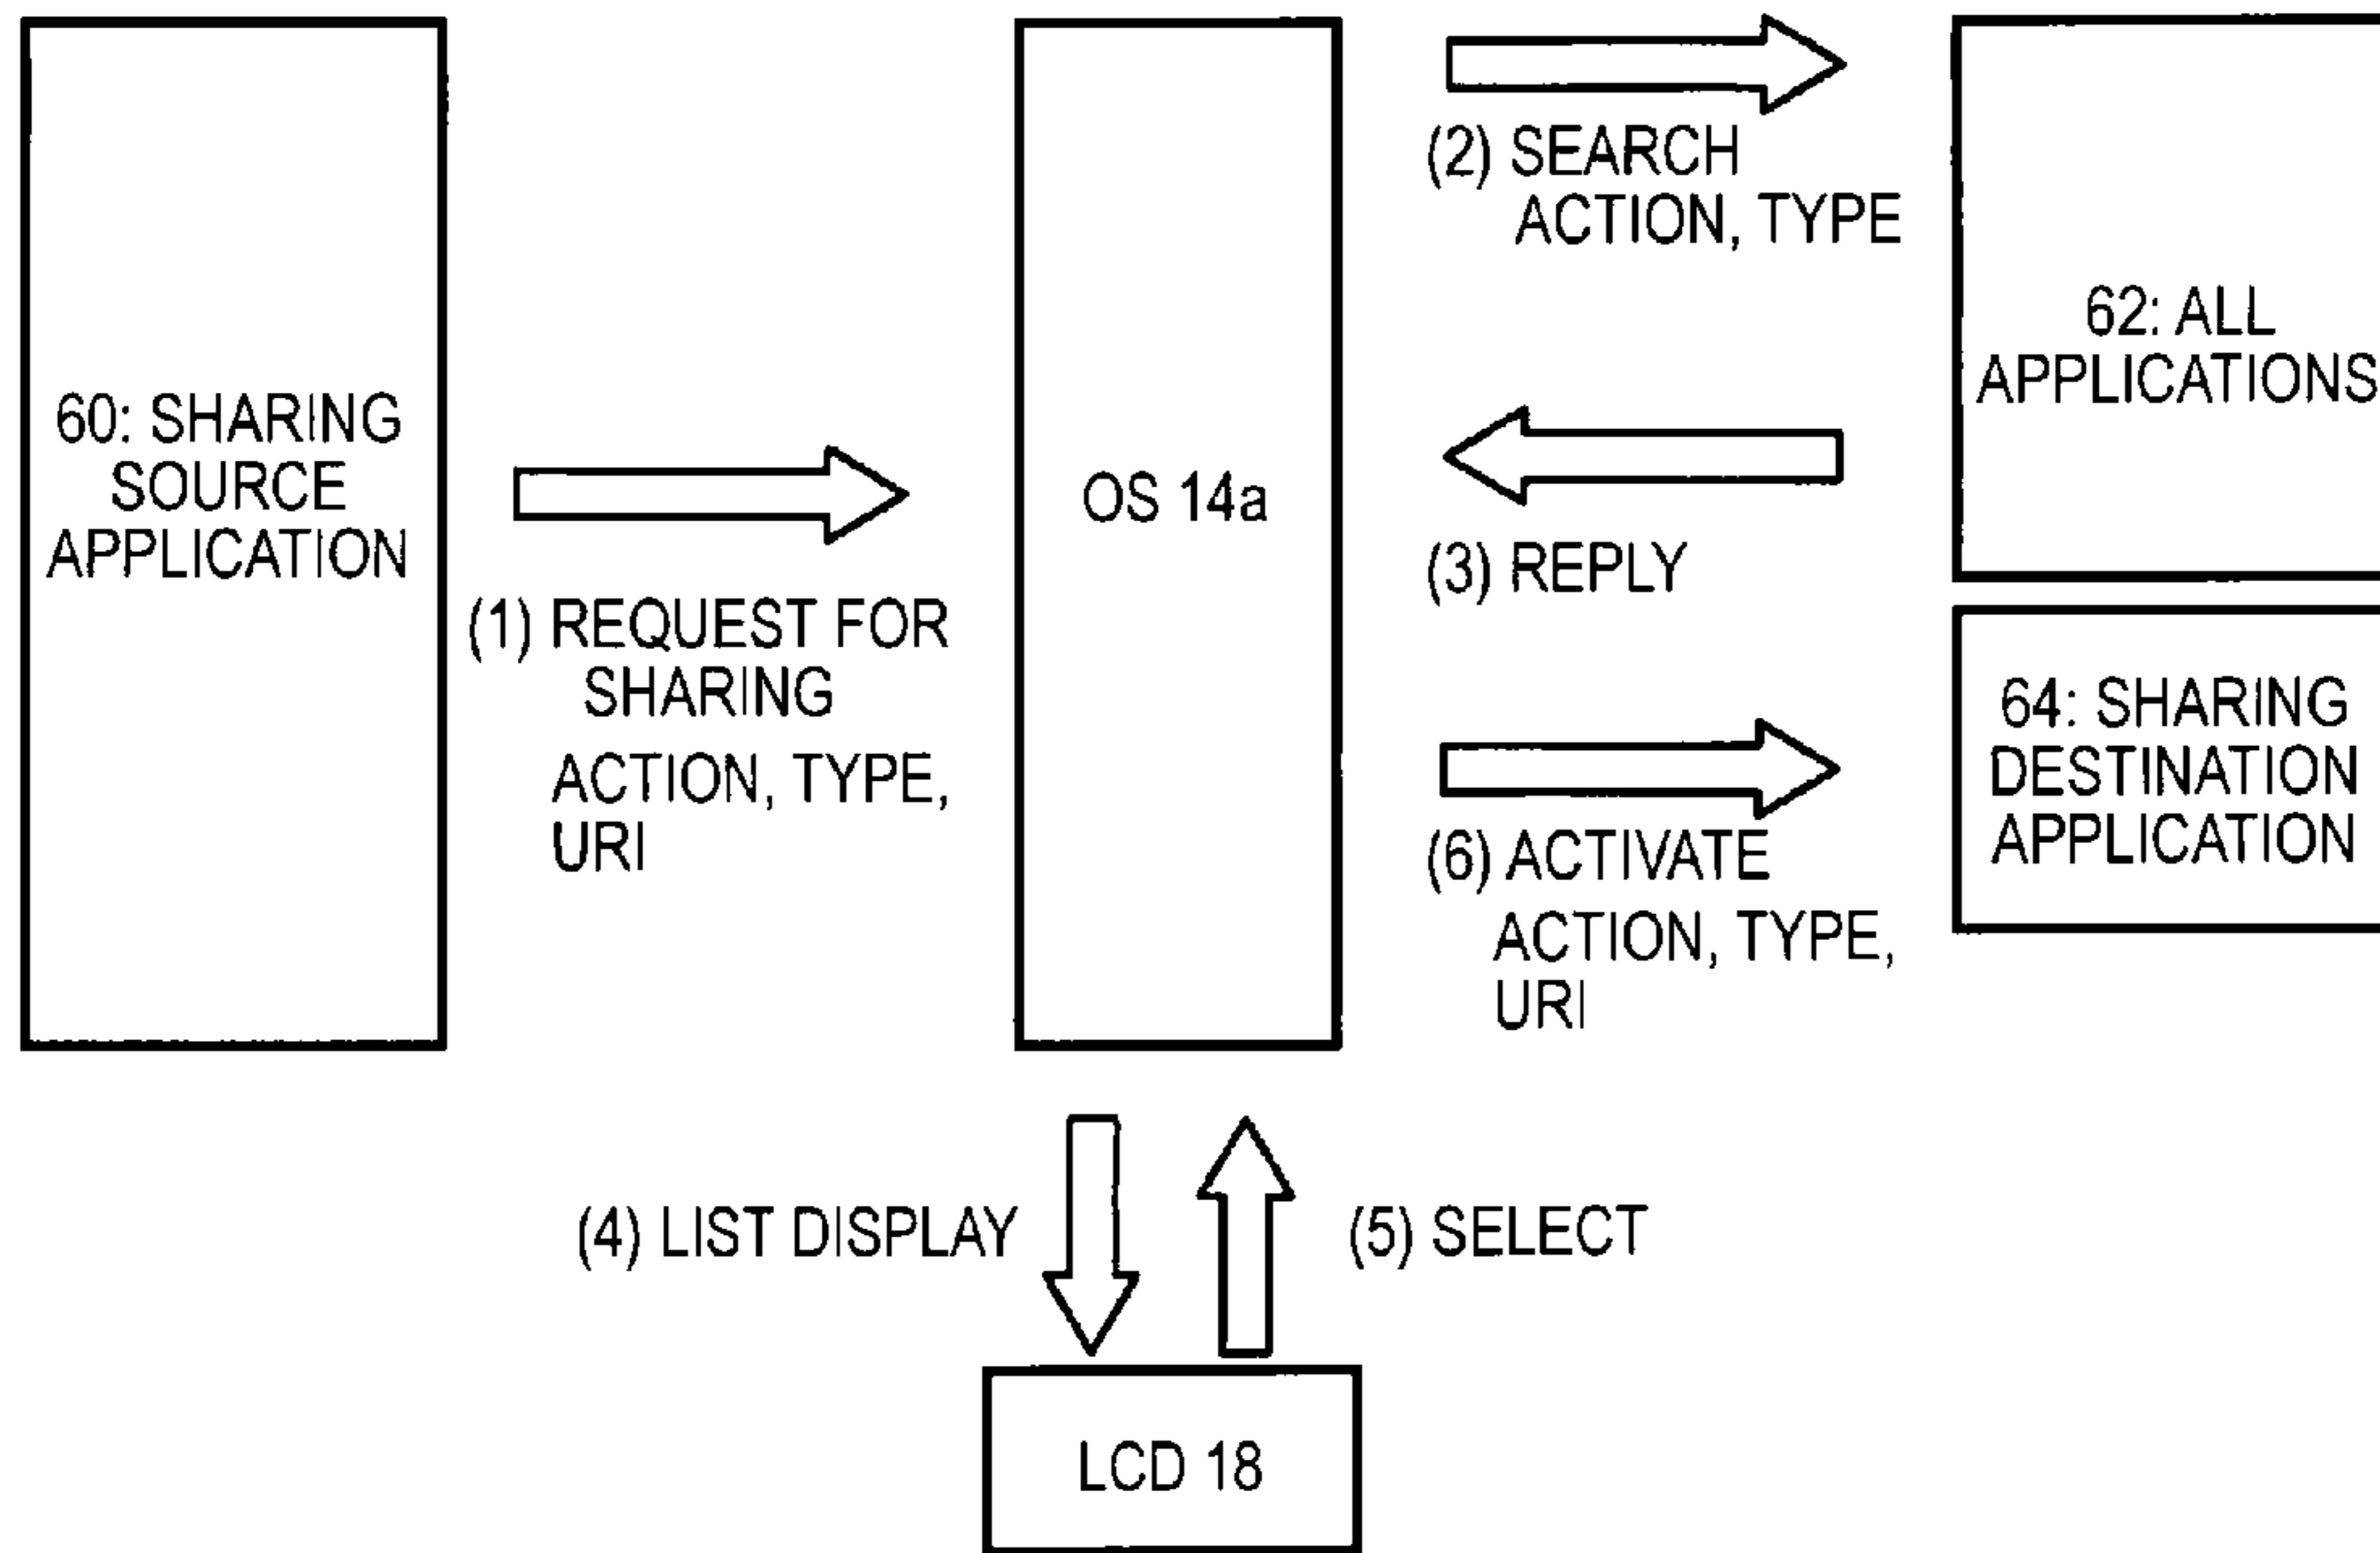 60: SHARING
SOURCE
APPLICATION
(1) REQUEST FOR
SHARING
ACTION, TYPE,
URI
OS 14a
(2) SEARCH
ACTION, TYPE
(3) REPLY
62: ALL
APPLICATIONS
(6) ACTIVATE
ACTION, TYPE,
URI
64: SHARING
DESTINATION
APPLICATION
(4) LIST DISPLAY
(5) SELECT
LCD 18